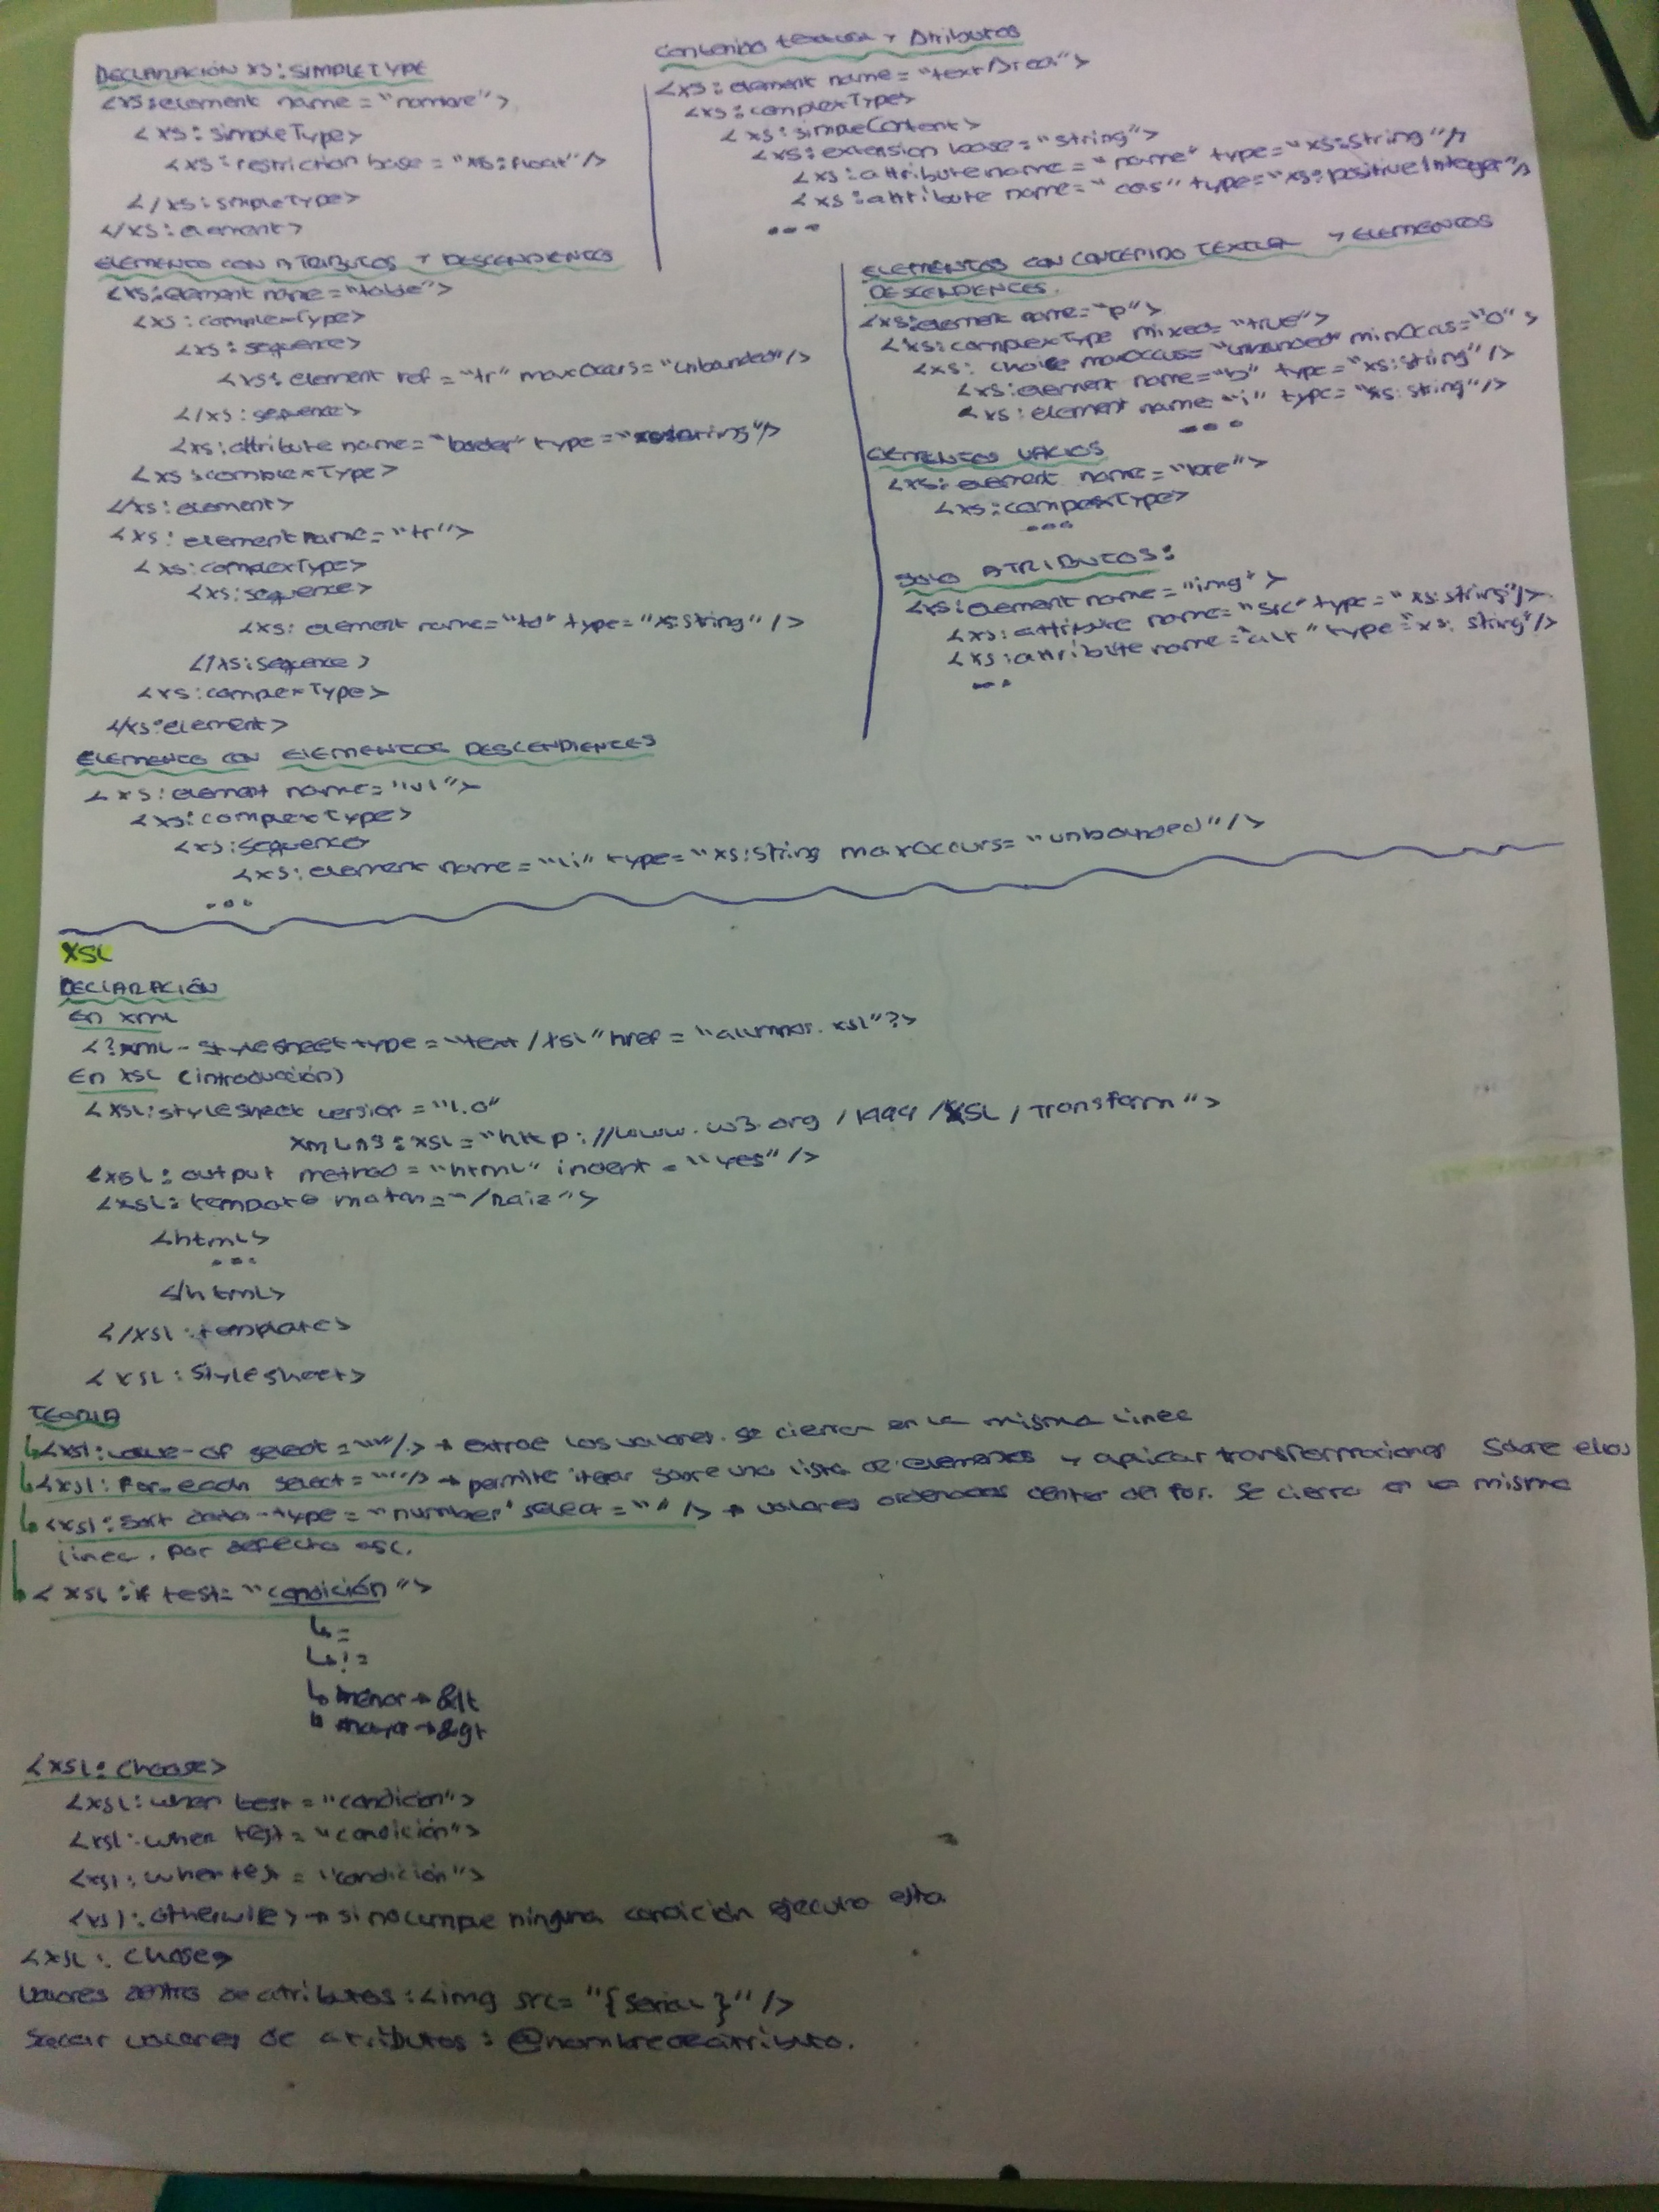 DECLARACIÓN XS:SIMPLETYPE
<xs:element name="nombre">
<xs:simpleType>
<xs:restriction base="xs:float"/>
</xs:simpleType>
</xs:element>
ELEMENTO CON ATRIBUTOS Y DESCENDIENTES
<xs:element name="table">
<xs:complexType>
<xs:sequence>
<xs:element ref="tr" maxOccurs="unbounded"/>
</xs:sequence>
<xs:attribute name="border" type="xs:string"/>
<xs:complexType>
</xs:element>
<xs:element name="tr">
<xs:complexType>
<xs:sequence>
<xs:element name="td" type="xs:string"/>
</xs:sequence>
<xs:complexType>
</xs:element>
ELEMENTO CON ELEMENTOS DESCENDIENTES
<xs:element name="ul">
<xs:complexType>
<xs:sequence>
<xs:element name="li" type="xs:string maxOccurs="unbounded"/>
...
Contenido textual y Atributos
<xs:element name="textArea">
<xs:complexType>
<xs:simpleContent>
<xs:extension base="string">
<xs:attribute name="name" type="xs:string"/>
<xs:attribute name="cols" type="xs:positiveInteger"/>
...
ELEMENTOS CON CONTENIDO TEXTUAL Y ELEMENTOS
DESCENDENTES.
<xs:element name="p">
<xs:complexType mixed="true">
<xs:choice maxOccurs="unbounded" minOccurs="0">
<xs:element name="b" type="xs:string"/>
<xs:element name="i" type="xs:string"/>
...
ELEMENTOS VACIOS
<xs:element name="bre">
<xs:complexType>
...
SOLO ATRIBUTOS:
<xs:element name="img">
<xs:attribute name="src" type="xs:string"/>
<xs:attribute name="alt" type="xs:string"/>
...
XSL
DECLARACIÓN
En xml
<?xml-stylesheet type="text/xsl" href="alumnos.xsl"?>
En XSL (introducción)
<xsl:stylesheet version="1.0"
xmlns:xsl="http://www.w3.org/1999/XSL/Transform">
<xsl:output method="html" indent="yes"/>
<xsl:template match="/raiz">
<html>
...
</html>
</xsl:template>
<xsl:stylesheet>
TEORIA
<xsl:value-of select=""/> → extrae los valores. Se cierra en la misma linea
<xsl:for-each select=""/> → permite iterar sobre una lista de elementos y aplicar transformaciones sobre ellos
<xsl:sort data-type="number" select=""/> → valores ordenados dentro del for. Se cierra en la misma
linea. Por defecto asc.
<xsl:if test="condición">
↳ =
↳ !=
↳ menor → &lt
↳ mayor → &gt
<xsl:choose>
<xsl:when test="condicion">
<xsl:when test="condición">
<xsl:when test="condición">
<xsl:otherwise> → si no cumple ninguna condición ejecuta esta
<xsl:choose>
Valores dentro de atributos: <img src="{serial}"/>
Sacar valores de atributos: @nombredeatributo.